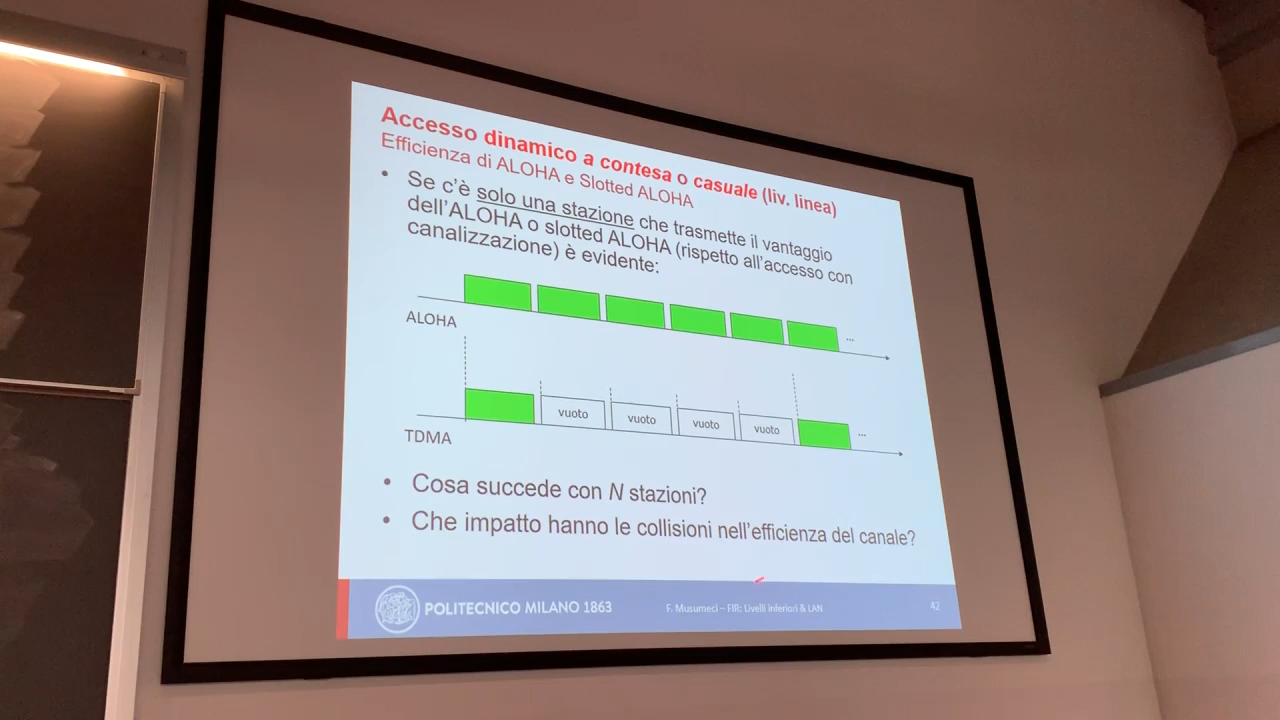 Accesso dinamico a contesa o casuale (liv. linea)
Efficienza di ALOHA e Slotted ALOHA
• Se c'è solo una stazione che trasmette il vantaggio
dell'ALOHA o slotted ALOHA (rispetto all'accesso con
canalizzazione) è evidente:
...
ALOHA
vuoto vuoto vuoto vuoto ...
TDMA
• Cosa succede con N stazioni?
• Che impatto hanno le collisioni nell'efficienza del canale?
POLITECNICO MILANO 1863
F. Musumeci – FIR: Livelli inferiori & LAN
42